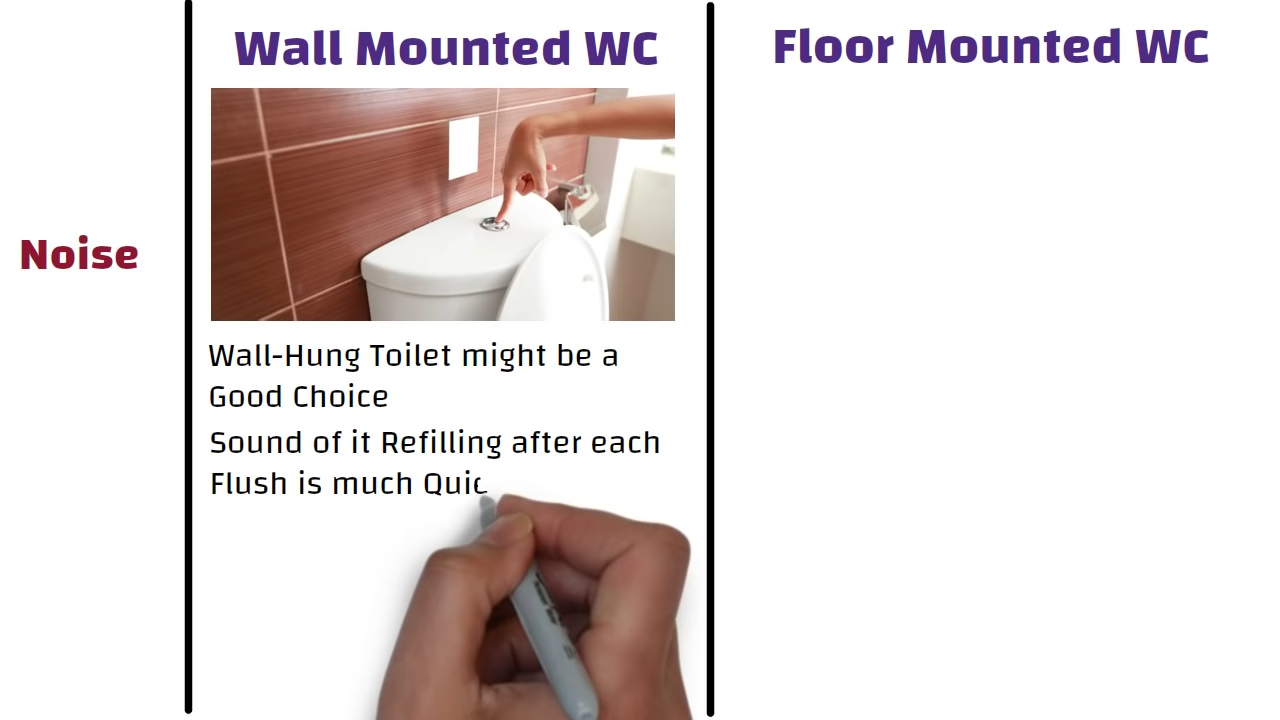 Wall Mounted WC
Floor Mounted WC
Noise
Wall-Hung Toilet might be a
Good Choice
Sound of it Refilling after each
Flush is much Quic